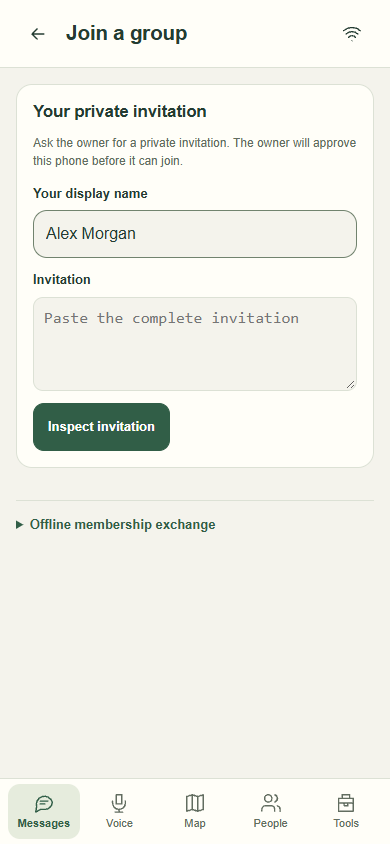 Join a group
Your private invitation
Ask the owner for a private invitation. The owner will approve
this phone before it can join.
Your display name
Alex Morgan
Invitation
Paste the complete invitation
Inspect invitation
Offline membership exchange
Messages
Voice
Map
People
Tools